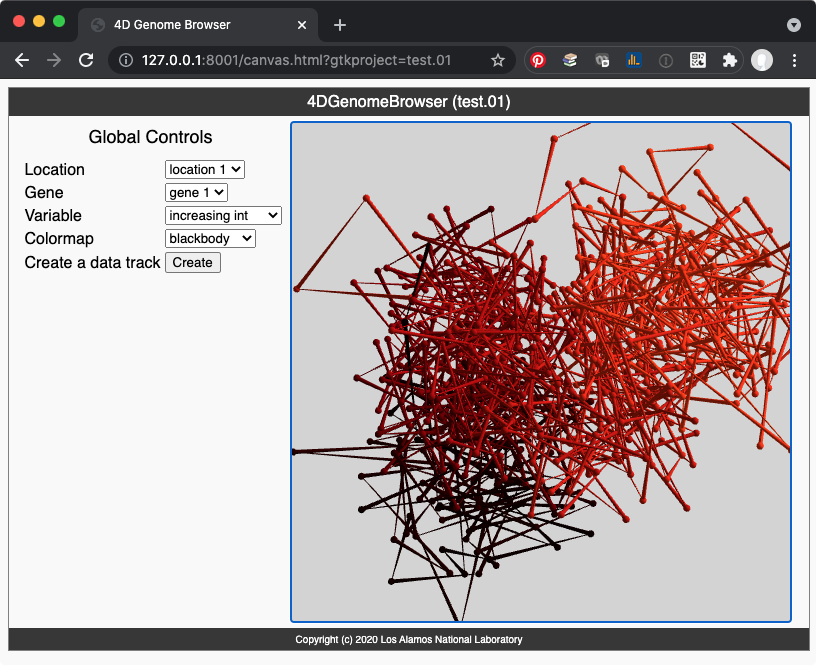 4D Genome Browser
127.0.0.1:8001/canvas.html?gtkproject=test.01
4DGenomeBrowser (test.01)
Global Controls
Location location 1
Gene gene 1
Variable increasing int
Colormap blackbody
Create a data track Create
Copyright (c) 2020 Los Alamos National Laboratory